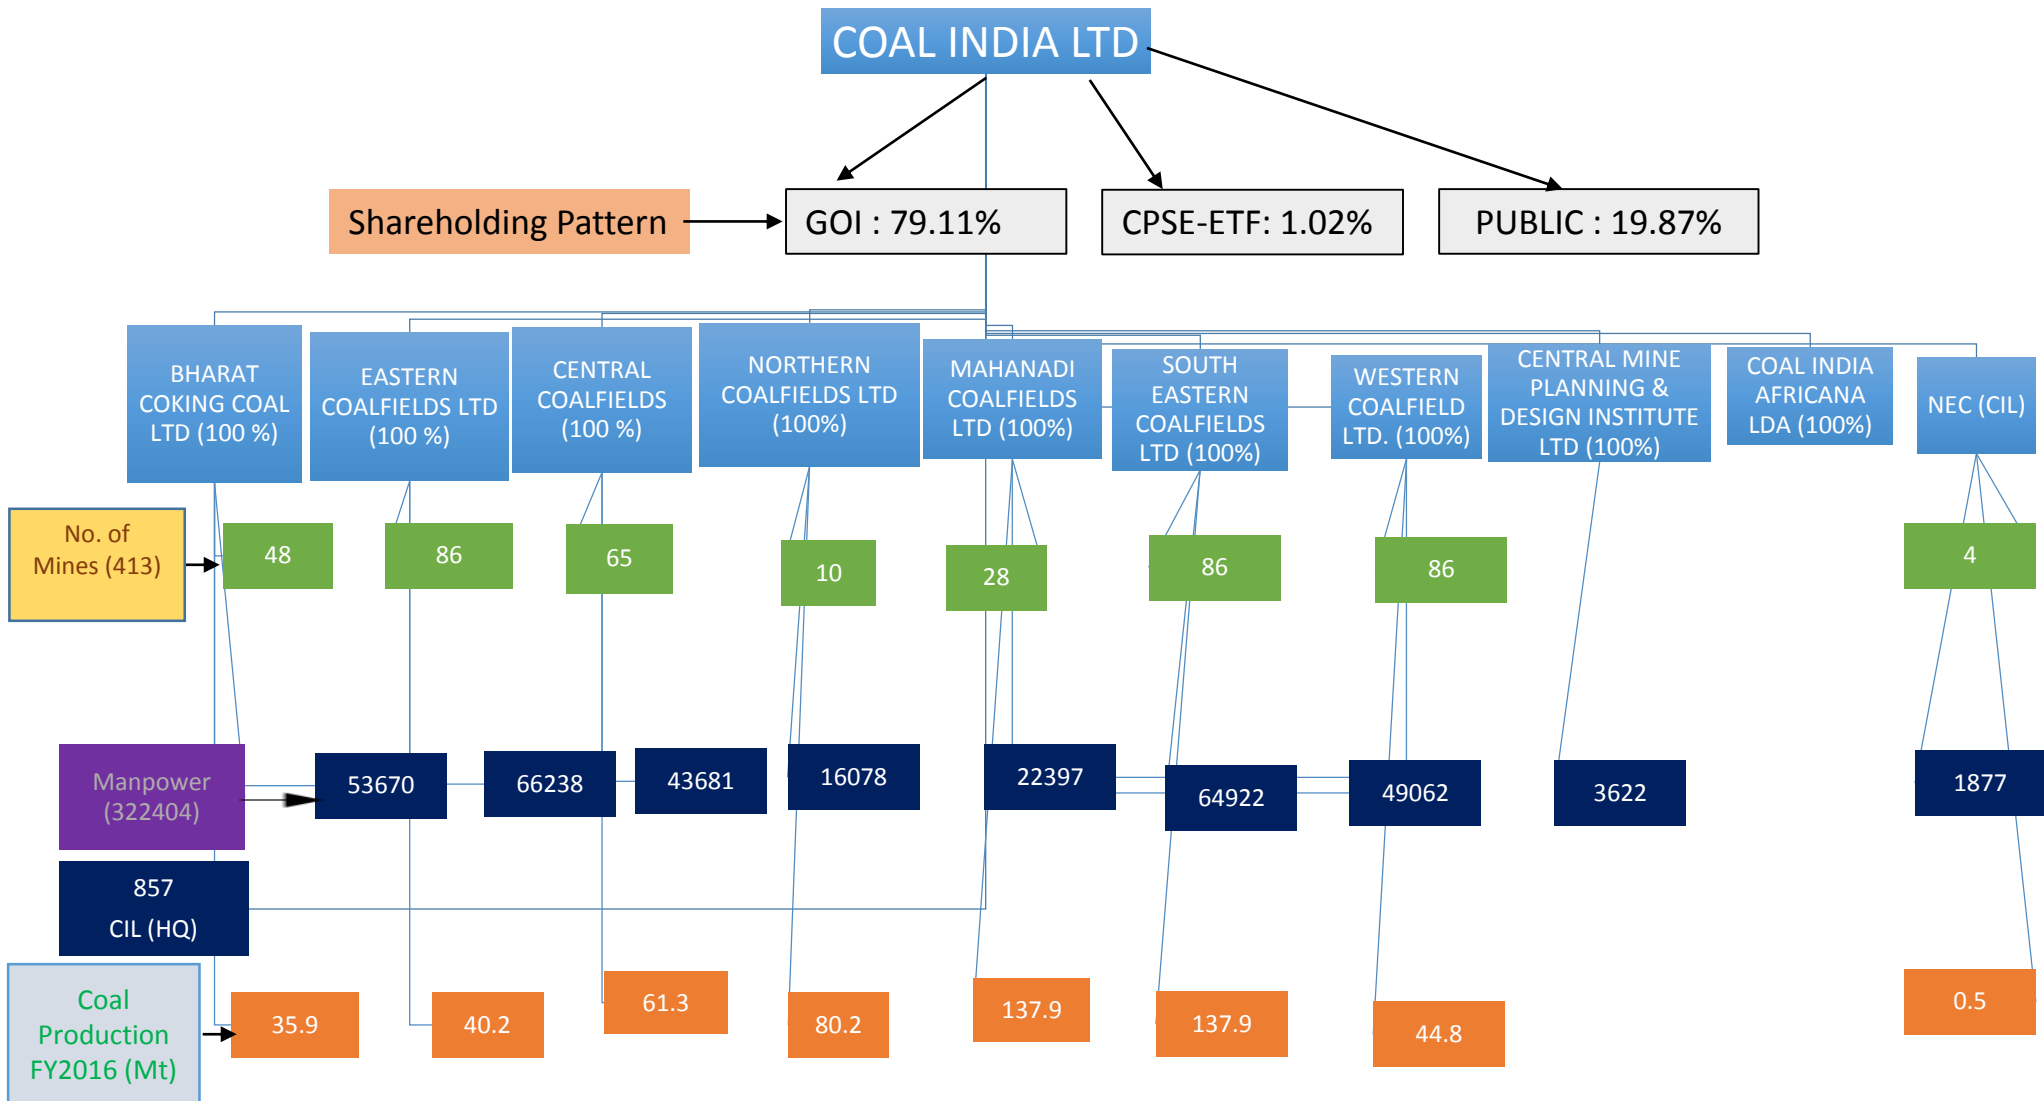 COAL INDIA LTD
Shareholding Pattern
GOI : 79.11%
CPSE-ETF: 1.02%
PUBLIC : 19.87%
BHARAT
COKING COAL
LTD (100 %)
EASTERN
COALFIELDS LTD
(100 %)
CENTRAL
COALFIELDS
(100 %)
NORTHERN
COALFIELDS LTD
(100%)
MAHANADI
COALFIELDS
LTD (100%)
SOUTH
EASTERN
COALFIELDS
LTD (100%)
WESTERN
COALFIELD
LTD. (100%)
CENTRAL MINE
PLANNING &
DESIGN INSTITUTE
LTD (100%)
COAL INDIA
AFRICANA
LDA (100%)
NEC (CIL)
No. of
Mines (413)
48
86
65
10
28
86
86
4
Manpower
(322404)
53670
66238
43681
16078
22397
64922
49062
3622
1877
857
CIL (HQ)
Coal
Production
FY2016 (Mt)
35.9
40.2
61.3
80.2
137.9
137.9
44.8
0.5